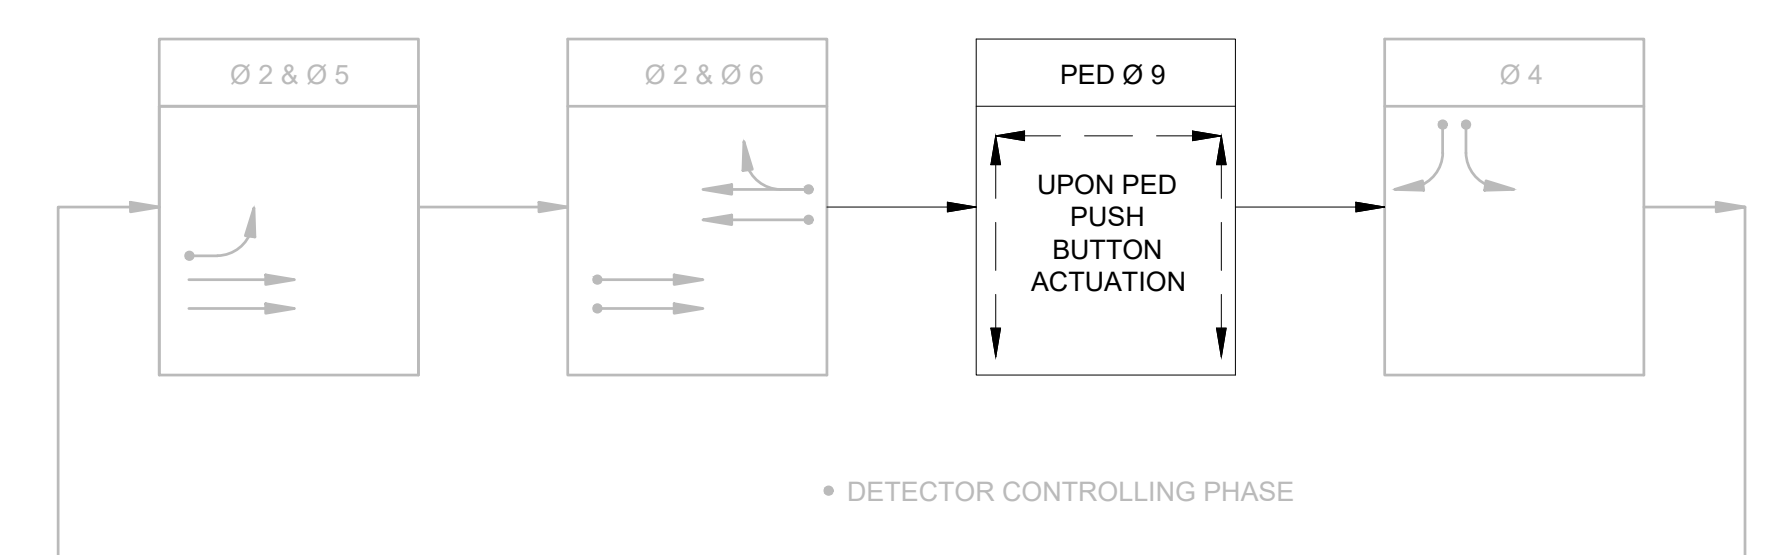 Ø 2 & Ø 5
Ø 2 & Ø 6
PED Ø 9
Ø 4
UPON PED
PUSH
BUTTON
ACTUATION
DETECTOR CONTROLLING PHASE